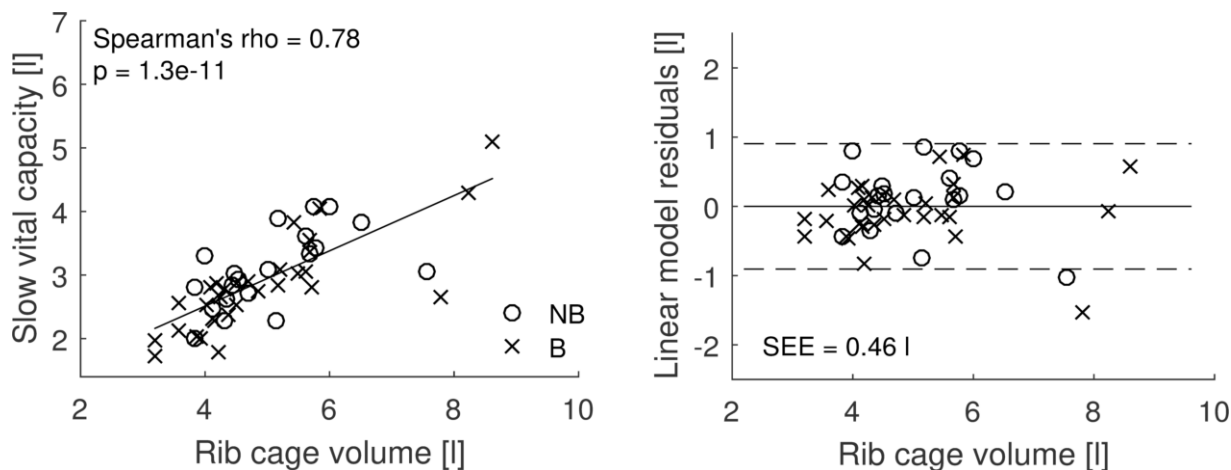 Spearman's rho = 0.78
p = 1.3e-11
Slow vital capacity [l]
7
6
5
4
3
2
NB
B
2
4
6
8
10
Rib cage volume [l]
Linear model residuals [l]
2
1
0
-1
-2
SEE = 0.46 l
2
4
6
8
10
Rib cage volume [l]